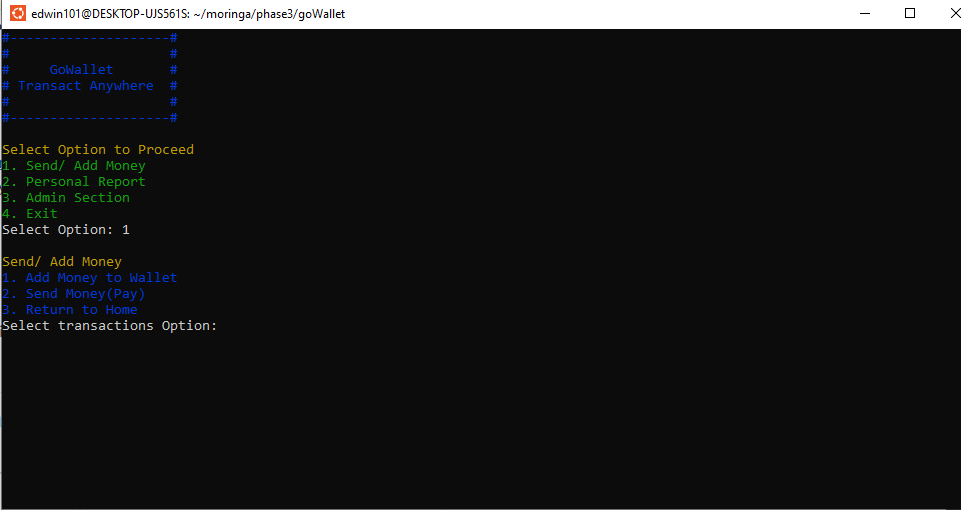 edwin101@DESKTOP-UJS561S: ~/moringa/phase3/goWallet
#--------------------#
#                    #
#     GoWallet       #
# Transact Anywhere  #
#                    #
#--------------------#
Select Option to Proceed
1. Send/ Add Money
2. Personal Report
3. Admin Section
4. Exit
Select Option: 1
Send/ Add Money
1. Add Money to Wallet
2. Send Money(Pay)
3. Return to Home
Select transactions Option: